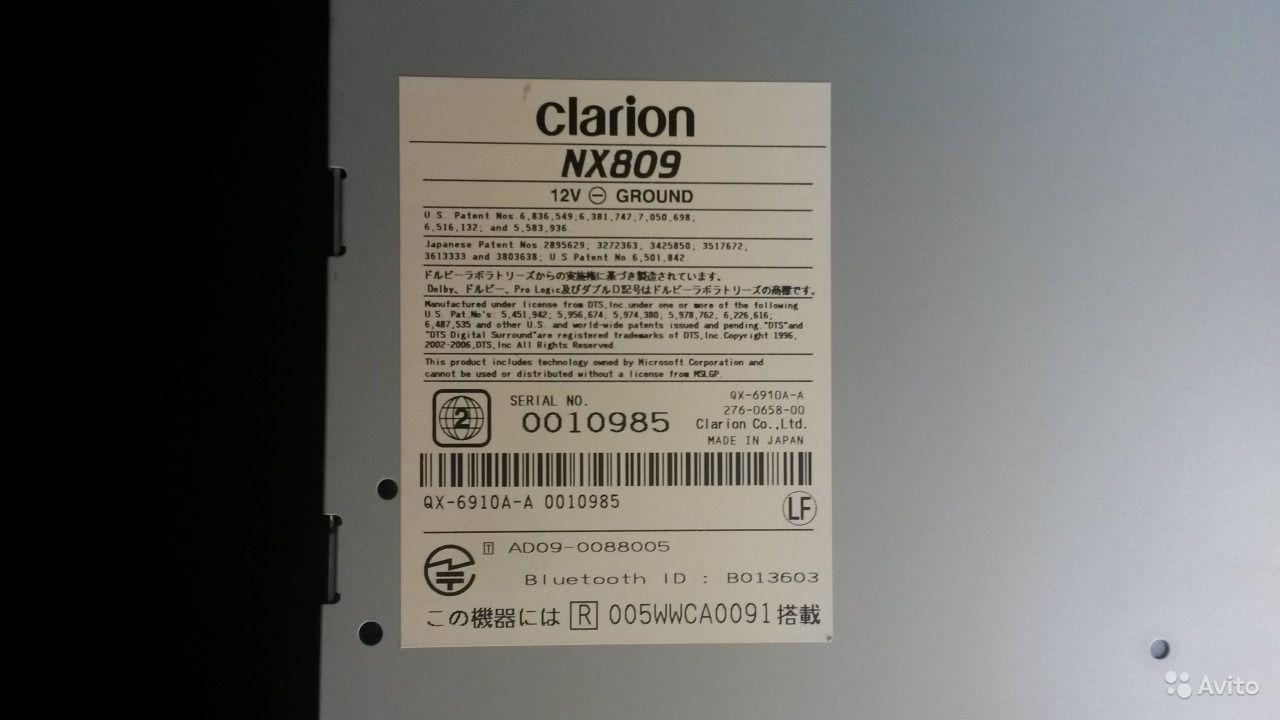 clarion
NX809
12V ⊖ GROUND
U.S. Patent Nos.6,836,549;6,381,747;7,050,698;
6,516,132; and 5,583,936.
Japanese Patent Nos.2895629; 3272363, 3425850; 3517672,
3613333 and 3803638; U S Patent No 6,501,842.
ドルビーラボラトリーズからの実施権に基づき製造されています。
Dolby、ドルビー、Pro Logic及びダブルD記号はドルビーラボラトリーズの商標です。
Manufactured under license from DTS,Inc.under one or more of the following
U.S. Pat.No's: 5,451,942; 5,956,674; 5,974,380; 5,978,762; 6,226,616;
6,487,535 and other U.S. and world-wide patents issued and pending."DTS"and
"DTS Digital Surround"are registered trademarks of DTS,Inc.Copyright 1996,
2002-2006,DTS,Inc All Rights Reserved.
This product includes technology owned by Microsoft Corporation and
cannot be used or distributed without a license from MSLGP.
2
SERIAL NO.
0010985
QX-6910A-A
276-0658-00
Clarion Co.,Ltd.
MADE IN JAPAN
QX-6910A-A 0010985
LF
T AD09-0088005
Bluetooth ID : B013603
この機器には R 005WWCA0091 搭載
Avito